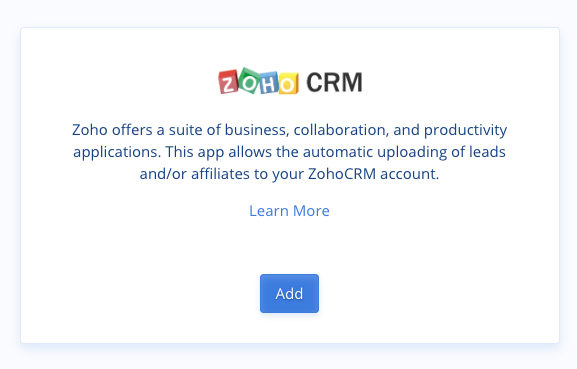 ZOHO CRM
Zoho offers a suite of business, collaboration, and productivity
applications. This app allows the automatic uploading of leads
and/or affiliates to your ZohoCRM account.
Learn More
Add